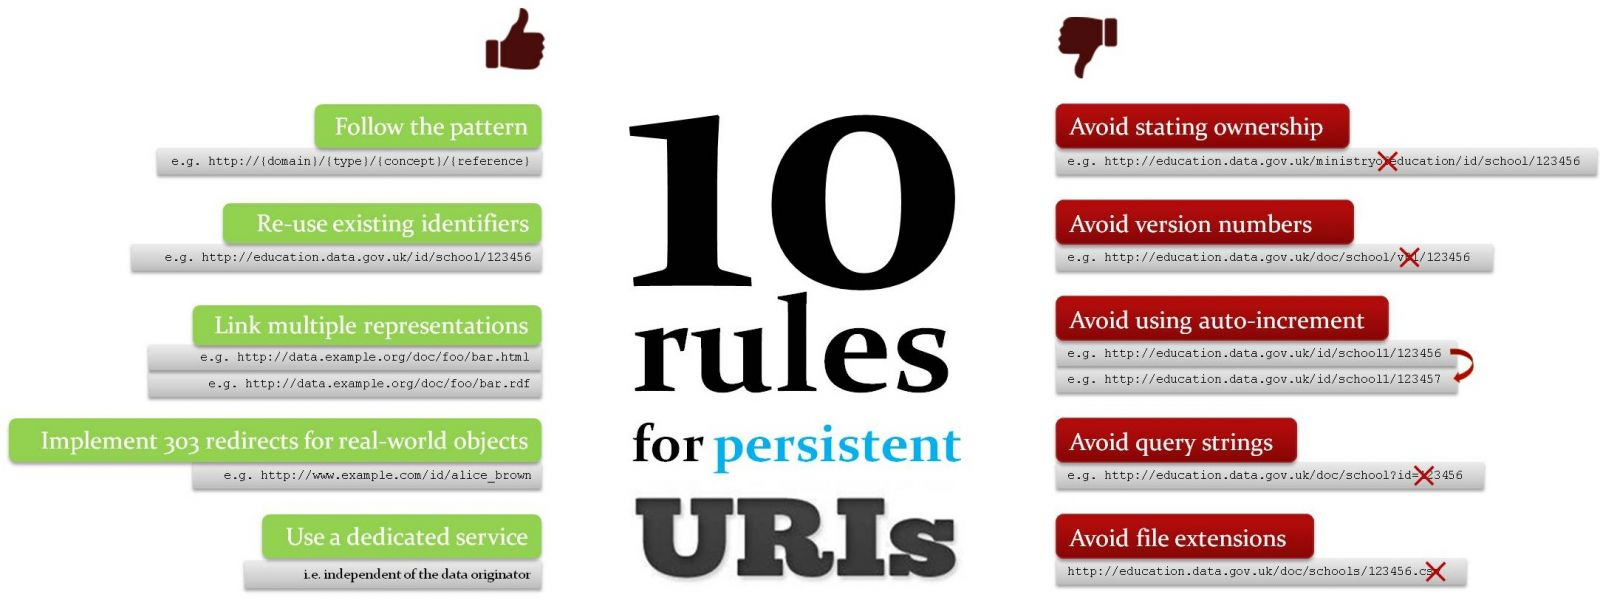 Follow the pattern
e.g. http://{domain}/{type}/{concept}/{reference}
Re-use existing identifiers
e.g. http://education.data.gov.uk/id/school/123456
Link multiple representations
e.g. http://data.example.org/doc/foo/bar.html
e.g. http://data.example.org/doc/foo/bar.rdf
Implement 303 redirects for real-world objects
e.g. http://www.example.com/id/alice_brown
Use a dedicated service
i.e. independent of the data originator
10
rules
for persistent
URIs
Avoid stating ownership
e.g. http://education.data.gov.uk/ministryofeducation/id/school/123456
Avoid version numbers
e.g. http://education.data.gov.uk/doc/school/v01/123456
Avoid using auto-increment
e.g. http://education.data.gov.uk/id/school1/123456
e.g. http://education.data.gov.uk/id/school1/123457
Avoid query strings
e.g. http://education.data.gov.uk/doc/school?id=123456
Avoid file extensions
http://education.data.gov.uk/doc/schools/123456.csv